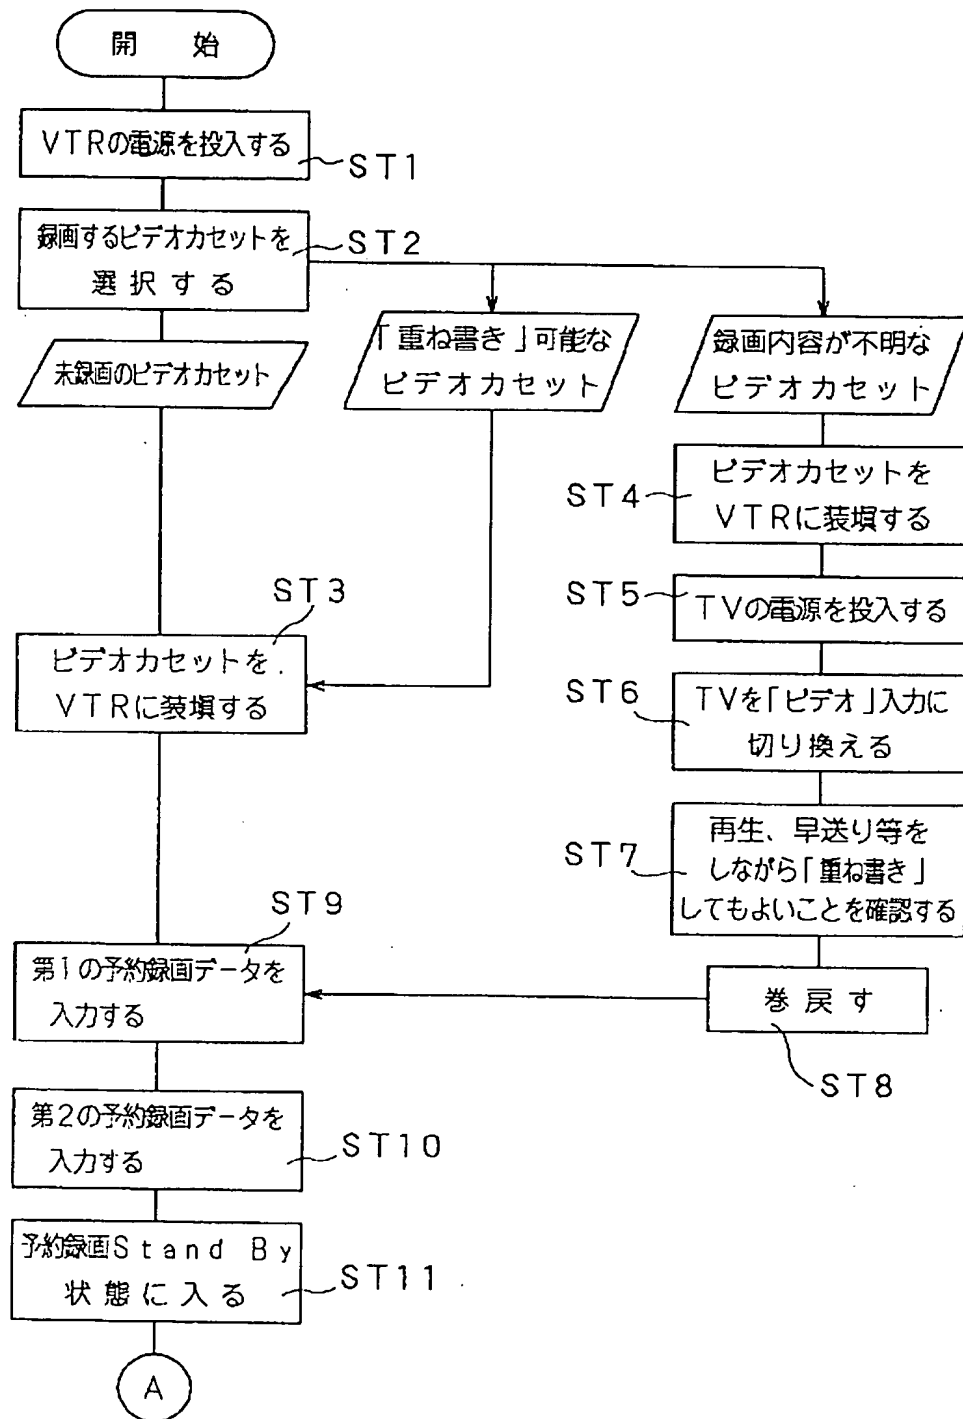 開　始
VTRの電源を投入する
ST1
録画するビデオカセットを
選択する
ST2
未録画のビデオカセット
「重ね書き」可能な
ビデオカセット
録画内容が不明な
ビデオカセット
ビデオカセットを
VTRに装填する
ST4
TVの電源を投入する
ST5
ST3
ビデオカセットを
VTRに装填する
TVを「ビデオ」入力に
切り換える
ST6
再生、早送り等を
しながら「重ね書き」
してもよいことを確認する
ST7
ST9
第1の予約録画データを
入力する
巻戻す
ST8
第2の予約録画データを
入力する
ST10
予約録画Stand By
状態に入る
ST11
A